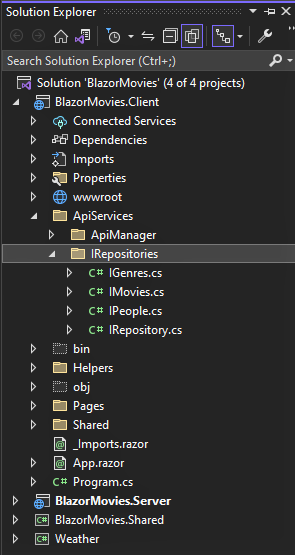 Solution Explorer
Search Solution Explorer (Ctrl+;)
Solution 'BlazorMovies' (4 of 4 projects)
BlazorMovies.Client
Connected Services
Dependencies
Imports
Properties
wwwroot
ApiServices
ApiManager
IRepositories
C# IGenres.cs
C# IMovies.cs
C# IPeople.cs
C# IRepository.cs
bin
Helpers
obj
Pages
Shared
_Imports.razor
App.razor
C# Program.cs
BlazorMovies.Server
C# BlazorMovies.Shared
C# Weather